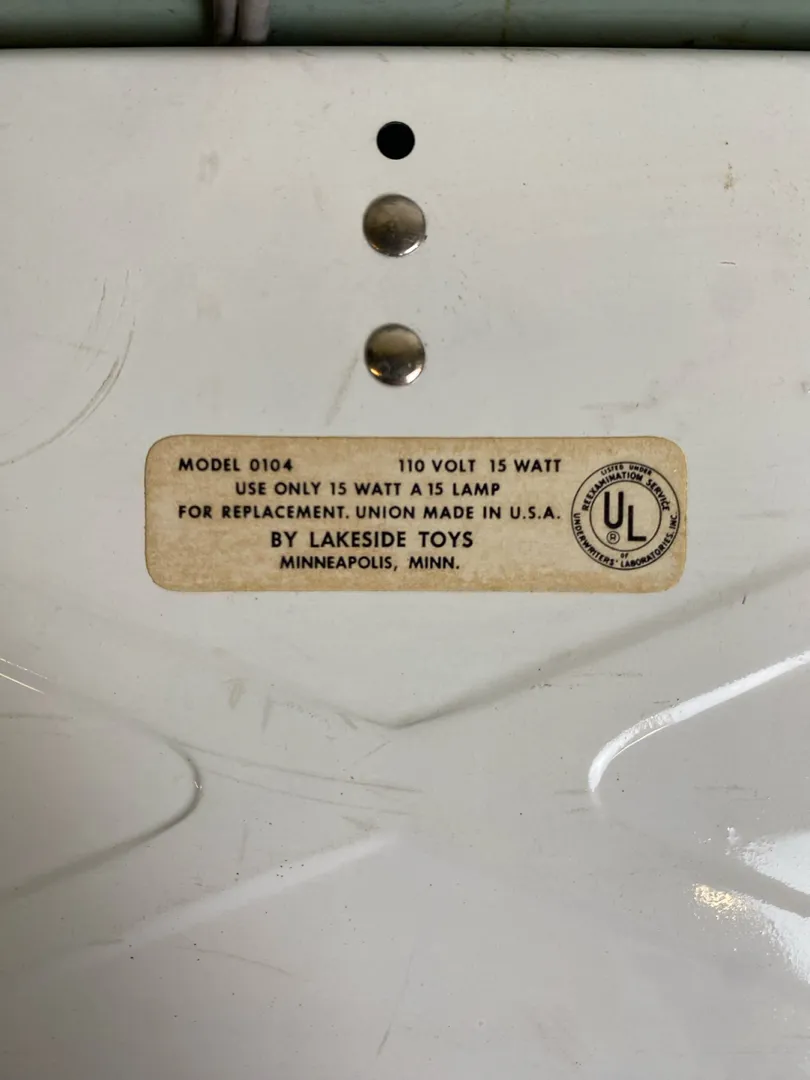 MODEL 0104 110 VOLT 15 WATT
USE ONLY 15 WATT A 15 LAMP
FOR REPLACEMENT. UNION MADE IN U.S.A.
BY LAKESIDE TOYS
MINNEAPOLIS, MINN.
LISTED UNDER
REEXAMINATION SERVICE
UL
®
OF
UNDERWRITERS' LABORATORIES, INC.